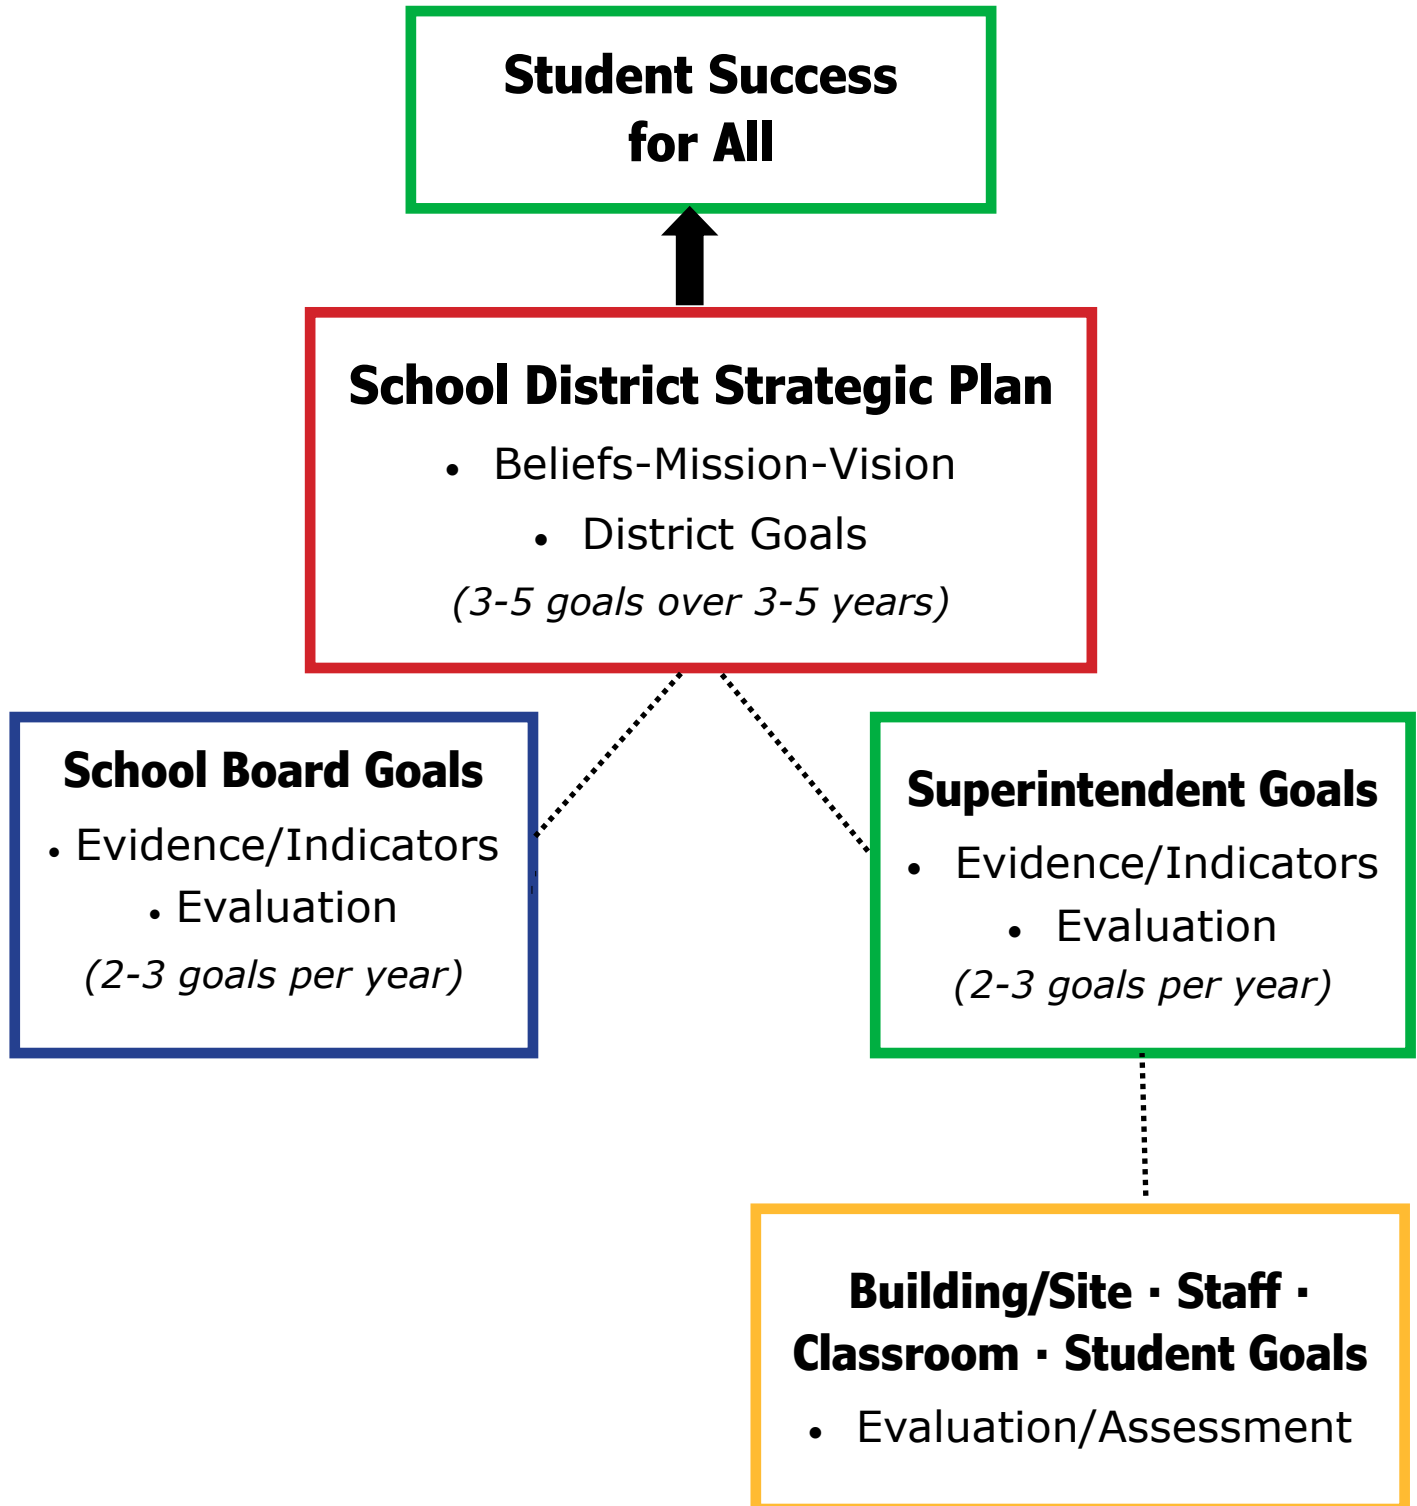 Student Success
for All
School District Strategic Plan
• Beliefs-Mission-Vision
• District Goals
(3-5 goals over 3-5 years)
School Board Goals
• Evidence/Indicators
• Evaluation
(2-3 goals per year)
Superintendent Goals
• Evidence/Indicators
• Evaluation
(2-3 goals per year)
Building/Site · Staff ·
Classroom · Student Goals
• Evaluation/Assessment